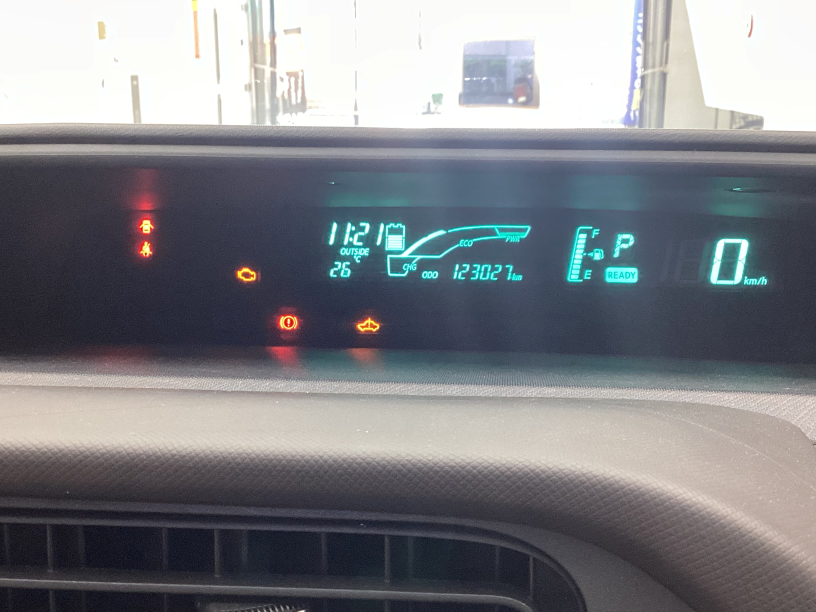 11:21
OUTSIDE
26 °C
CHG
ECO
PWR
ODO 123027 km
F
E
P
READY
0 km/h